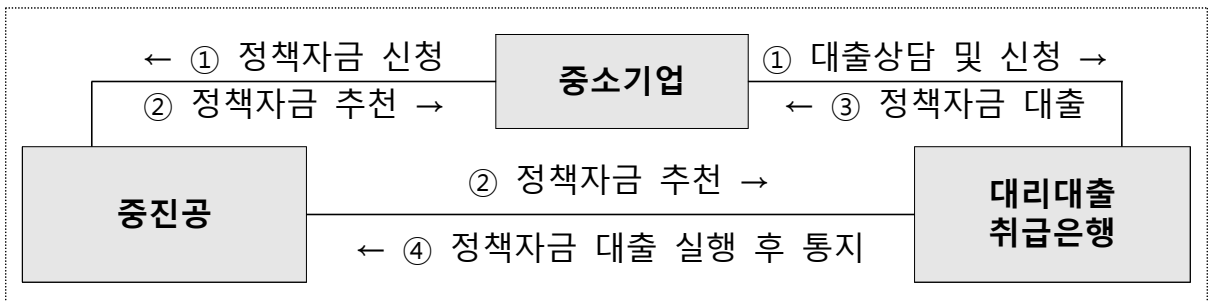 ← ① 정책자금 신청
중소기업
① 대출상담 및 신청 →
② 정책자금 추천 →
← ③ 정책자금 대출
중진공
② 정책자금 추천 →
대리대출
취급은행
← ④ 정책자금 대출 실행 후 통지